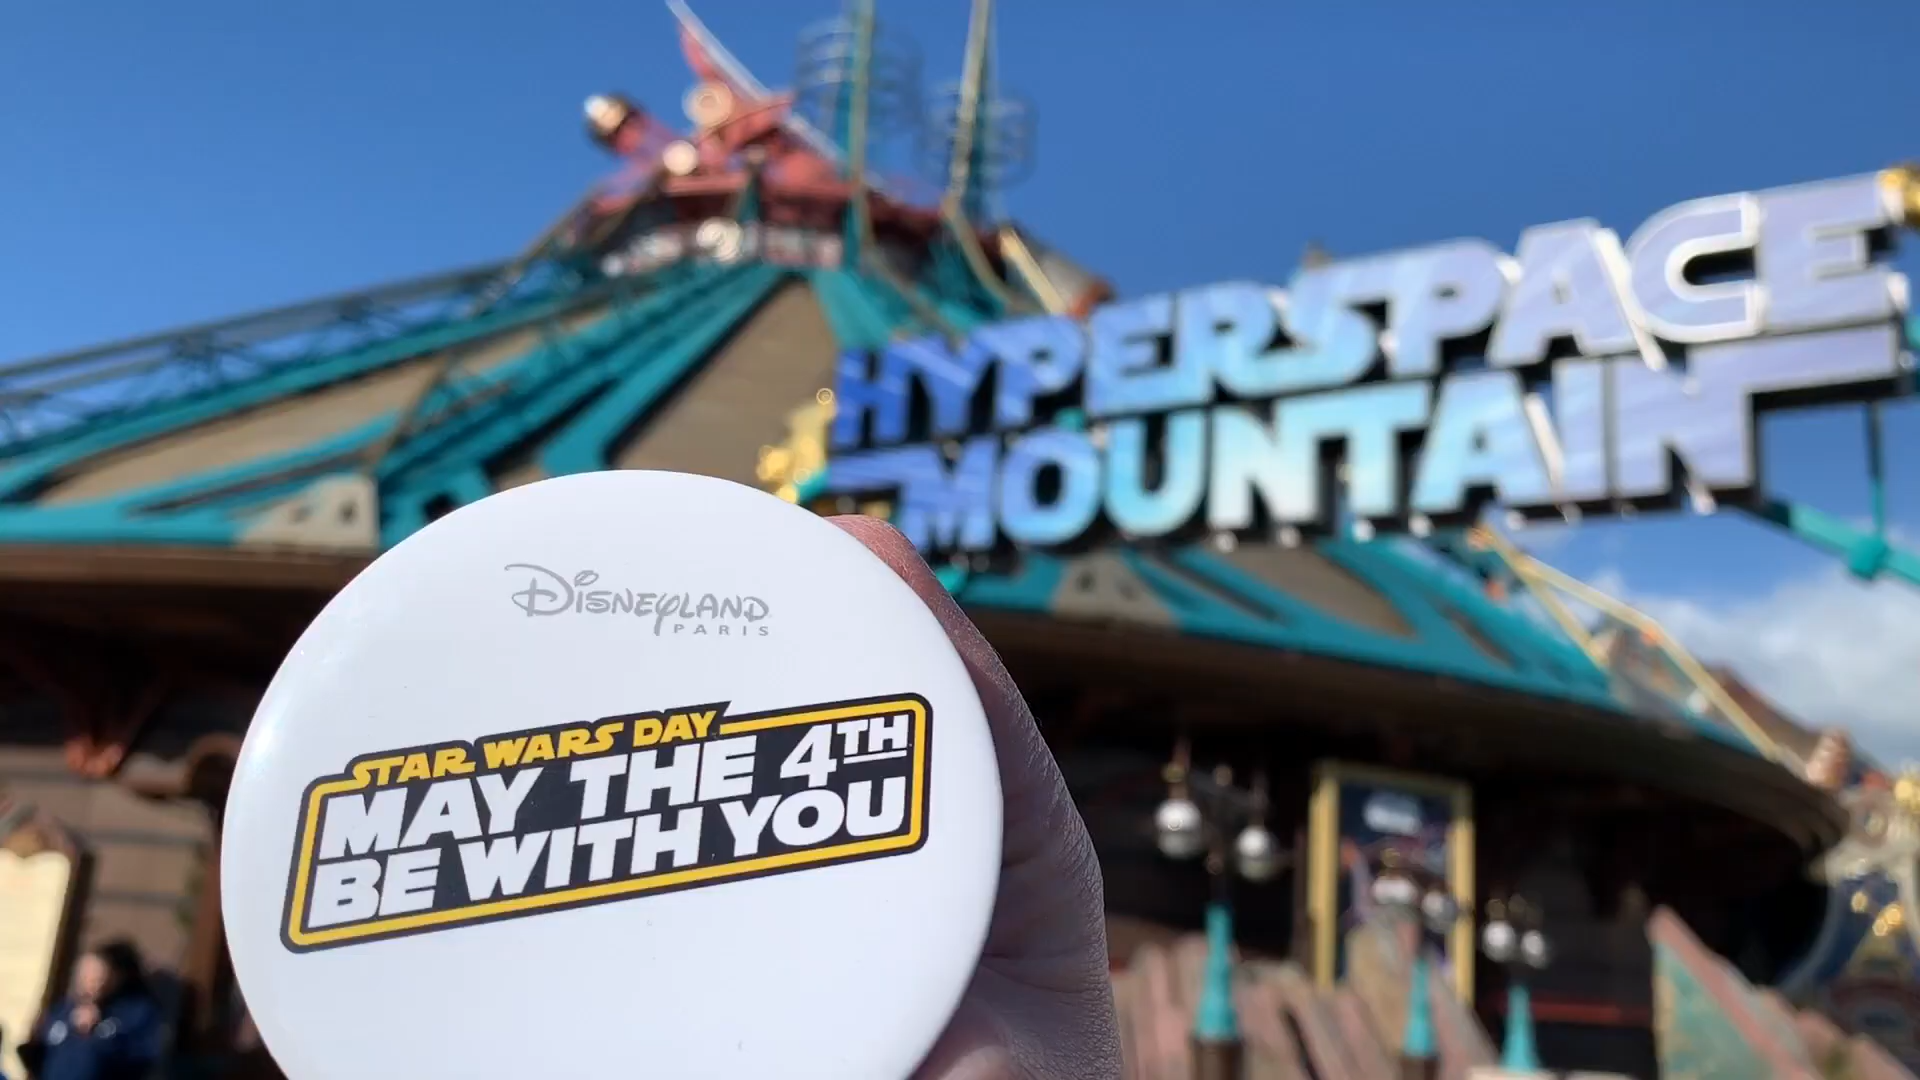 HYPERSPACE
MOUNTAIN
DISNEYLAND
PARIS
STAR WARS DAY
MAY THE 4TH
BE WITH YOU